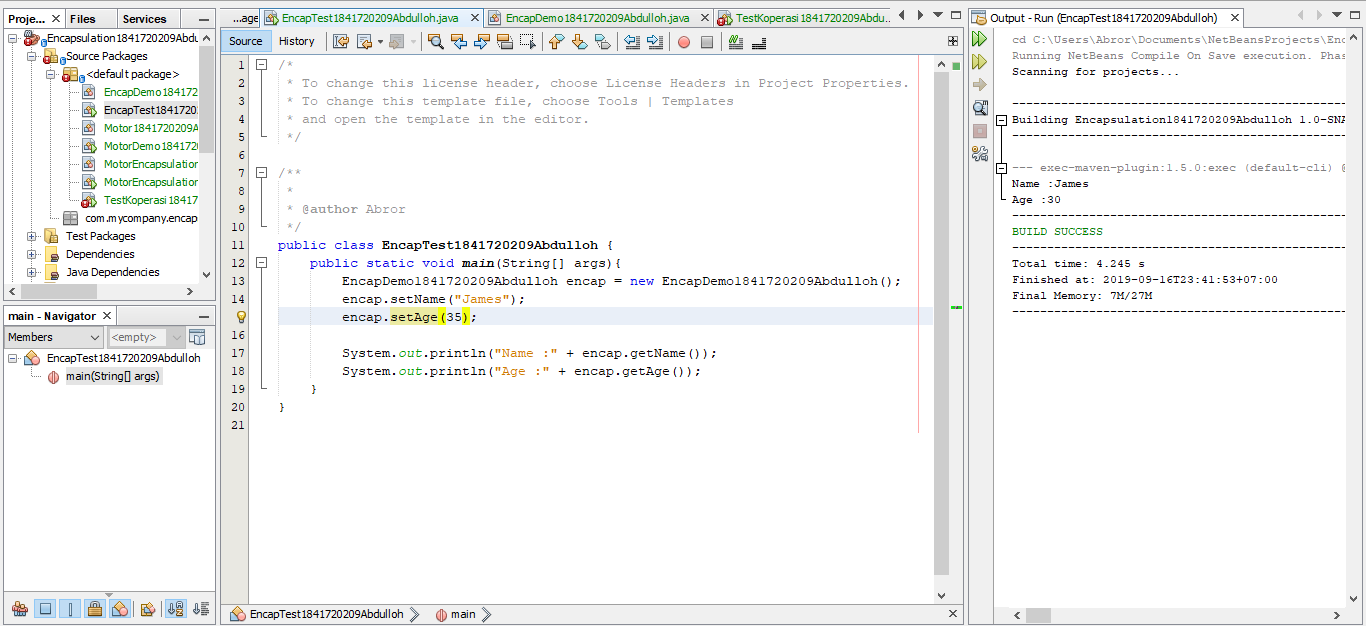 Proje... Files Services
Encapsulation1841720209Abdu
Source Packages
<default package>
EncapDemo184172
EncapTest1841720
Motor1841720209A
MotorDemo184172
MotorEncapsulation
MotorEncapsulation
TestKoperasi18417
com.mycompany.encap
Test Packages
Dependencies
Java Dependencies
main - Navigator
Members <empty>
EncapTest1841720209Abdulloh
main(String[] args)
...age EncapTest1841720209Abdulloh.java EncapDemo1841720209Abdulloh.java TestKoperasi1841720209Abdu...
Source History
1 /*
2 * To change this license header, choose License Headers in Project Properties.
3 * To change this template file, choose Tools | Templates
4 * and open the template in the editor.
5 */
6
7 /**
8 *
9 * @author Abror
10 */
11 public class EncapTest1841720209Abdulloh {
12 public static void main(String[] args){
13 EncapDemo1841720209Abdulloh encap = new EncapDemo1841720209Abdulloh();
14 encap.setName("James");
encap.setAge(35);
16
17 System.out.println("Name :" + encap.getName());
18 System.out.println("Age :" + encap.getAge());
19 }
20 }
21
EncapTest1841720209Abdulloh main
Output - Run (EncapTest1841720209Abdulloh)
cd C:\Users\Abror\Documents\NetBeansProjects\Enc
Running NetBeans Compile On Save execution. Phas
Scanning for projects...
------------------------------------------
Building Encapsulation1841720209Abdulloh 1.0-SNA
------------------------------------------
--- exec-maven-plugin:1.5.0:exec (default-cli) @
Name :James
Age :30
------------------------------------------
BUILD SUCCESS
------------------------------------------
Total time: 4.245 s
Finished at: 2019-09-16T23:41:53+07:00
Final Memory: 7M/27M
------------------------------------------